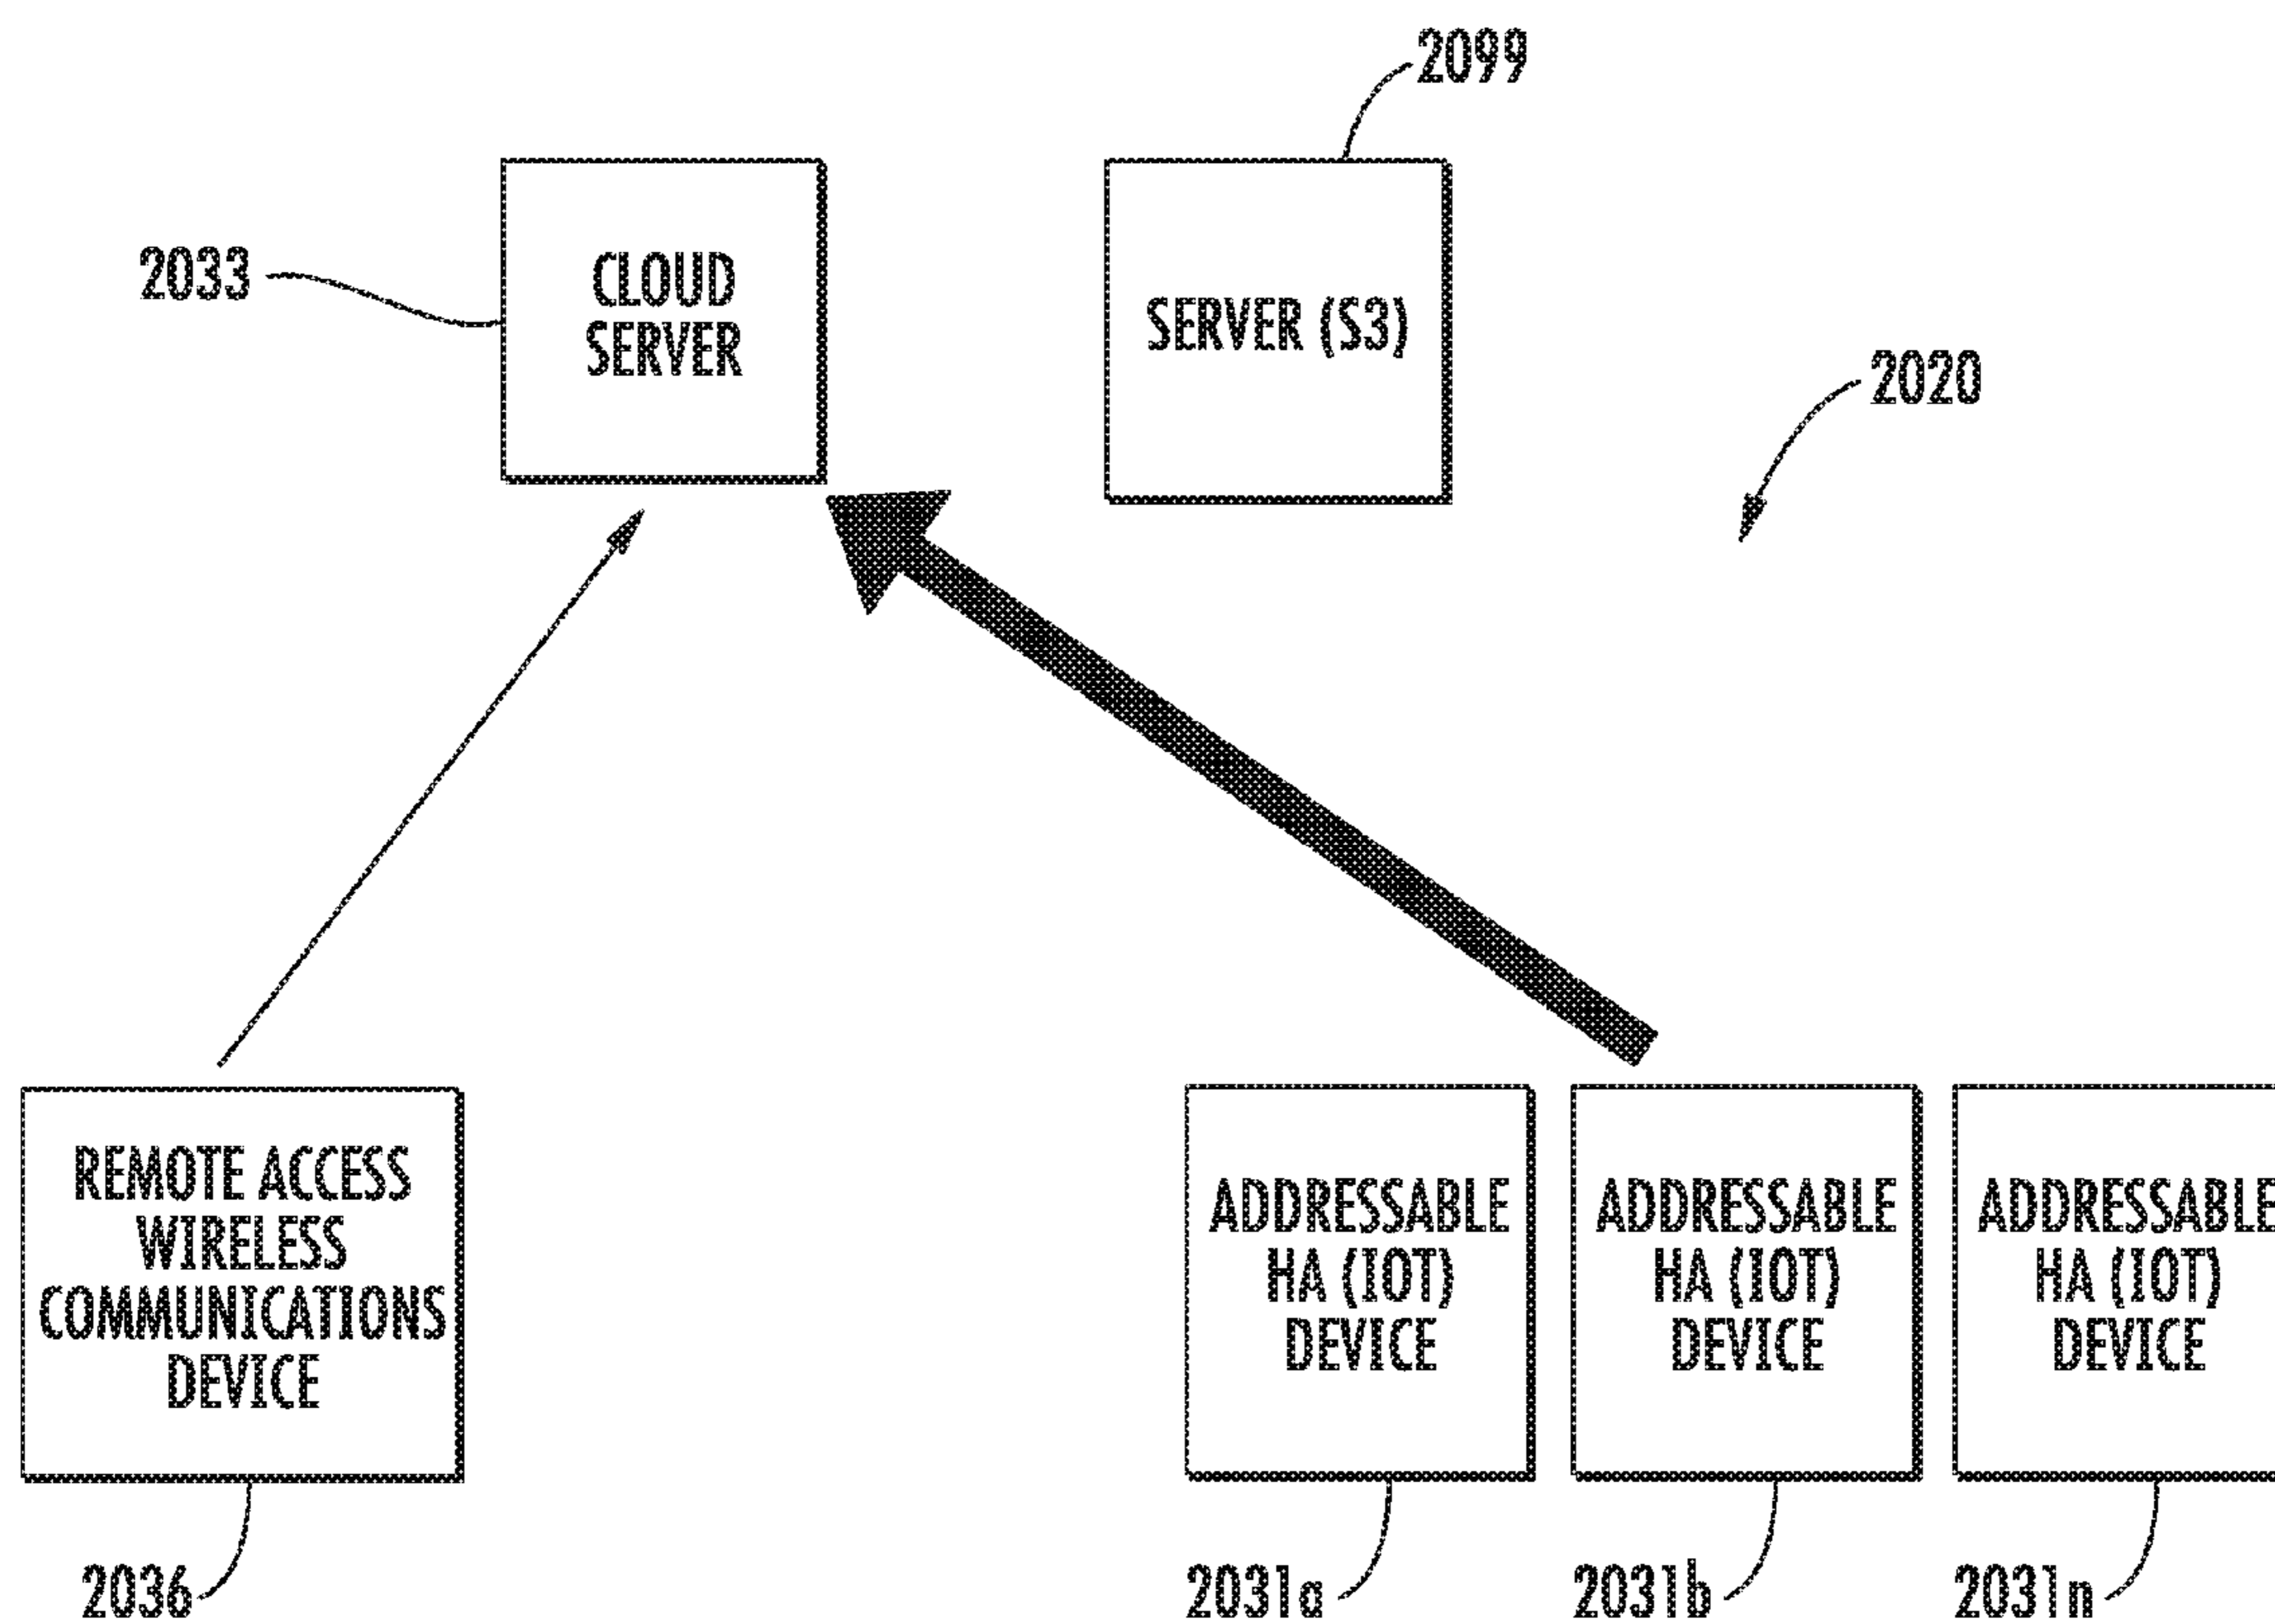 2099
2033
CLOUD
SERVER
SERVER (S3)
2020
REMOTE ACCESS
WIRELESS
COMMUNICATIONS
DEVICE
ADDRESSABLE
HA (IOT)
DEVICE
ADDRESSABLE
HA (IOT)
DEVICE
ADDRESSABLE
HA (IOT)
DEVICE
2036
2031a
2031b
2031n